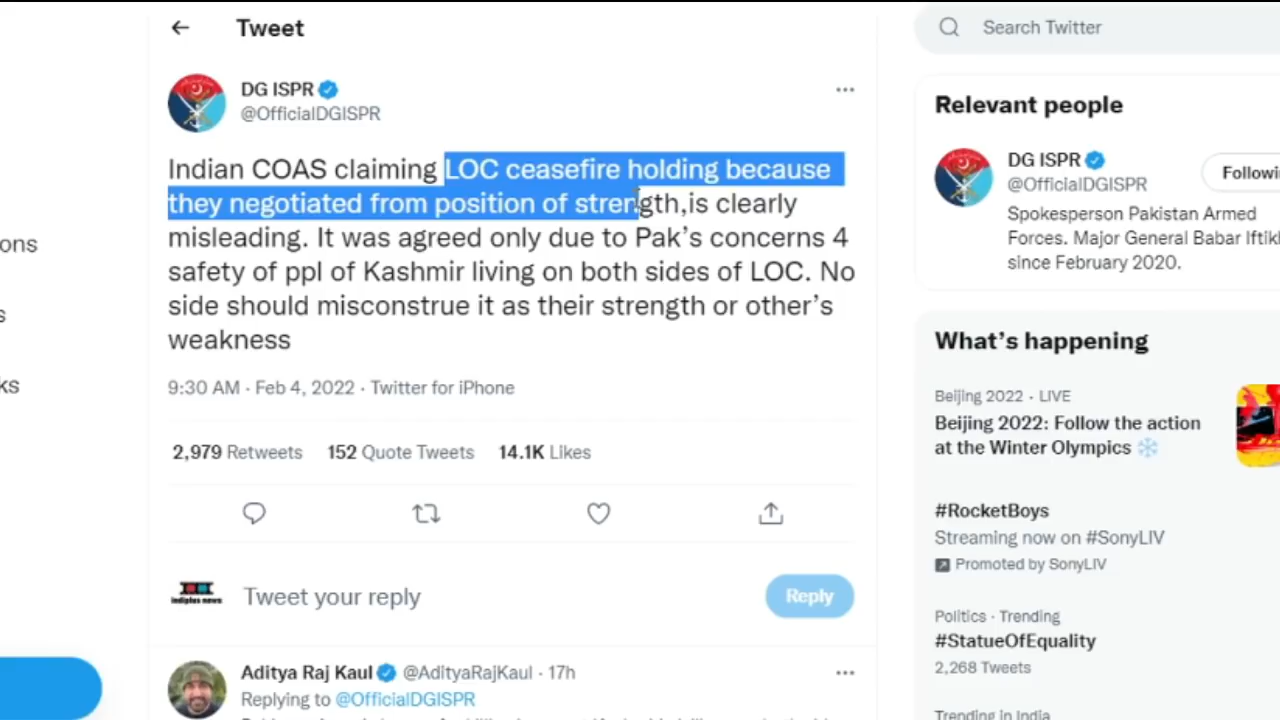 Tweet
DG ISPR
@OfficialDGISPR
Indian COAS claiming LOC ceasefire holding because
they negotiated from position of strength,is clearly
misleading. It was agreed only due to Pak's concerns 4
safety of ppl of Kashmir living on both sides of LOC. No
side should misconstrue it as their strength or other's
weakness
9:30 AM · Feb 4, 2022 · Twitter for iPhone
2,979 Retweets 152 Quote Tweets 14.1K Likes
indiplus news
Tweet your reply
Reply
Aditya Raj Kaul @AdityaRajKaul · 17h
Replying to @OfficialDGISPR
Search Twitter
Relevant people
DG ISPR
@OfficialDGISPR
Followin
Spokesperson Pakistan Armed
Forces. Major General Babar Iftik
since February 2020.
What's happening
Beijing 2022 · LIVE
Beijing 2022: Follow the action
at the Winter Olympics
#RocketBoys
Streaming now on #SonyLIV
Promoted by SonyLIV
Politics · Trending
#StatueOfEquality
2,268 Tweets
Trending in India
ons
s
ks